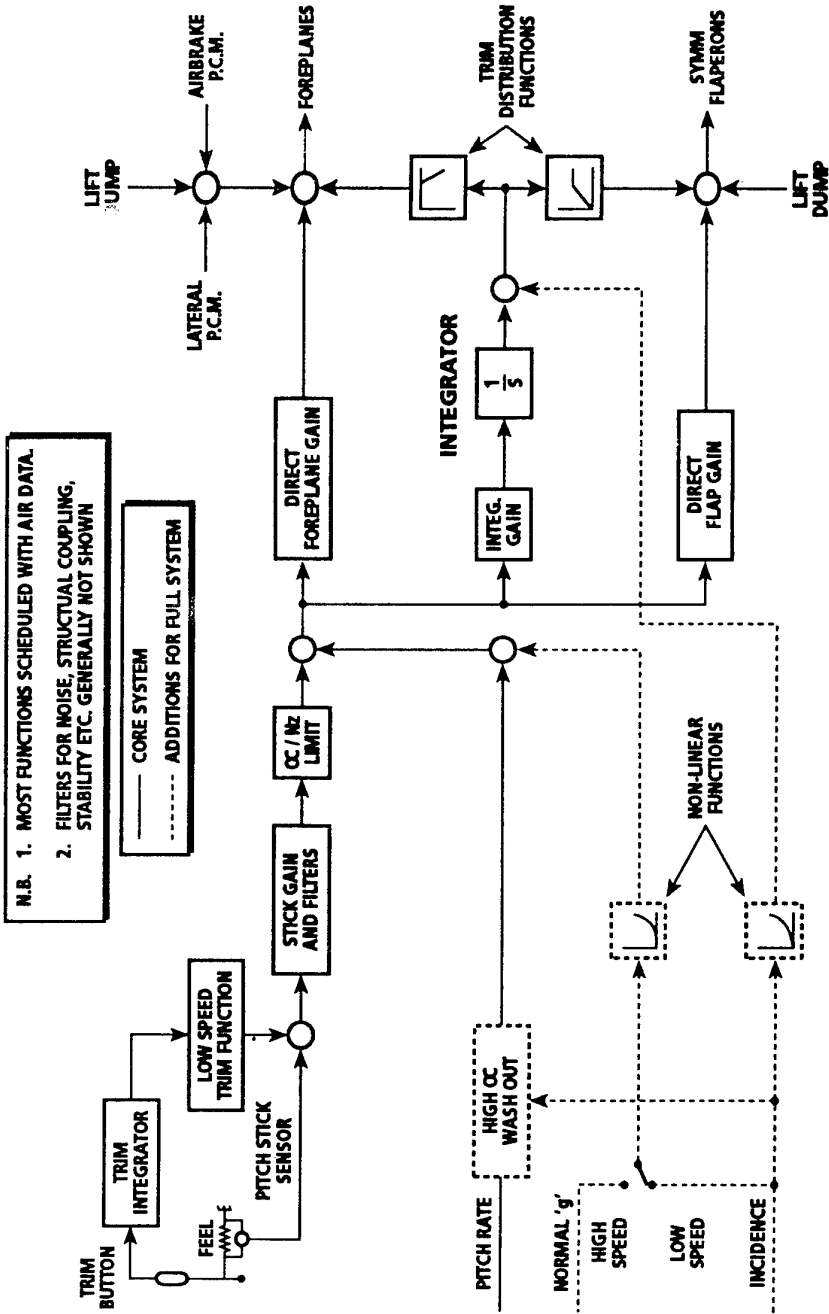 N.B. 1. MOST FUNCTIONS SCHEDULED WITH AIR DATA.
2. FILTERS FOR NOISE, STRUCTUAL COUPLING,
STABILITY ETC. GENERALLY NOT SHOWN
CORE SYSTEM
ADDITIONS FOR FULL SYSTEM
TRIM
BUTTON
TRIM
INTEGRATOR
LOW SPEED
TRIM FUNCTION
FEEL
PITCH STICK
SENSOR
STICK GAIN
AND FILTERS
OC / Nz
LIMIT
DIRECT
FOREPLANE GAIN
LATERAL
P.C.M.
LIFT
DUMP
AIRBRAKE
P.C.M.
FOREPLANES
INTEGRATOR
INTEG.
GAIN
1
S
TRIM
DISTRIBUTION
FUNCTIONS
PITCH RATE
HIGH OC
WASH OUT
NORMAL 'g'
HIGH
SPEED
LOW
SPEED
INCIDENCE
NON-LINEAR
FUNCTIONS
DIRECT
FLAP GAIN
SYMM
FLAPERONS
LIFT
DUMP